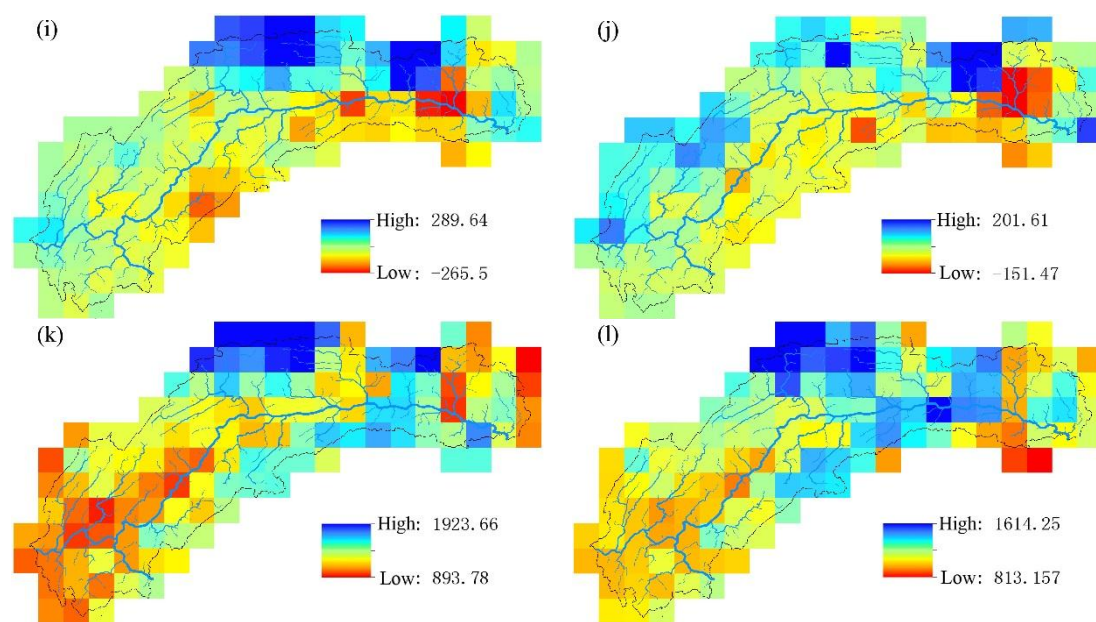 (i)
High: 289.64
Low: -265.5
(j)
High: 201.61
Low: -151.47
(k)
High: 1923.66
Low: 893.78
(l)
High: 1614.25
Low: 813.157